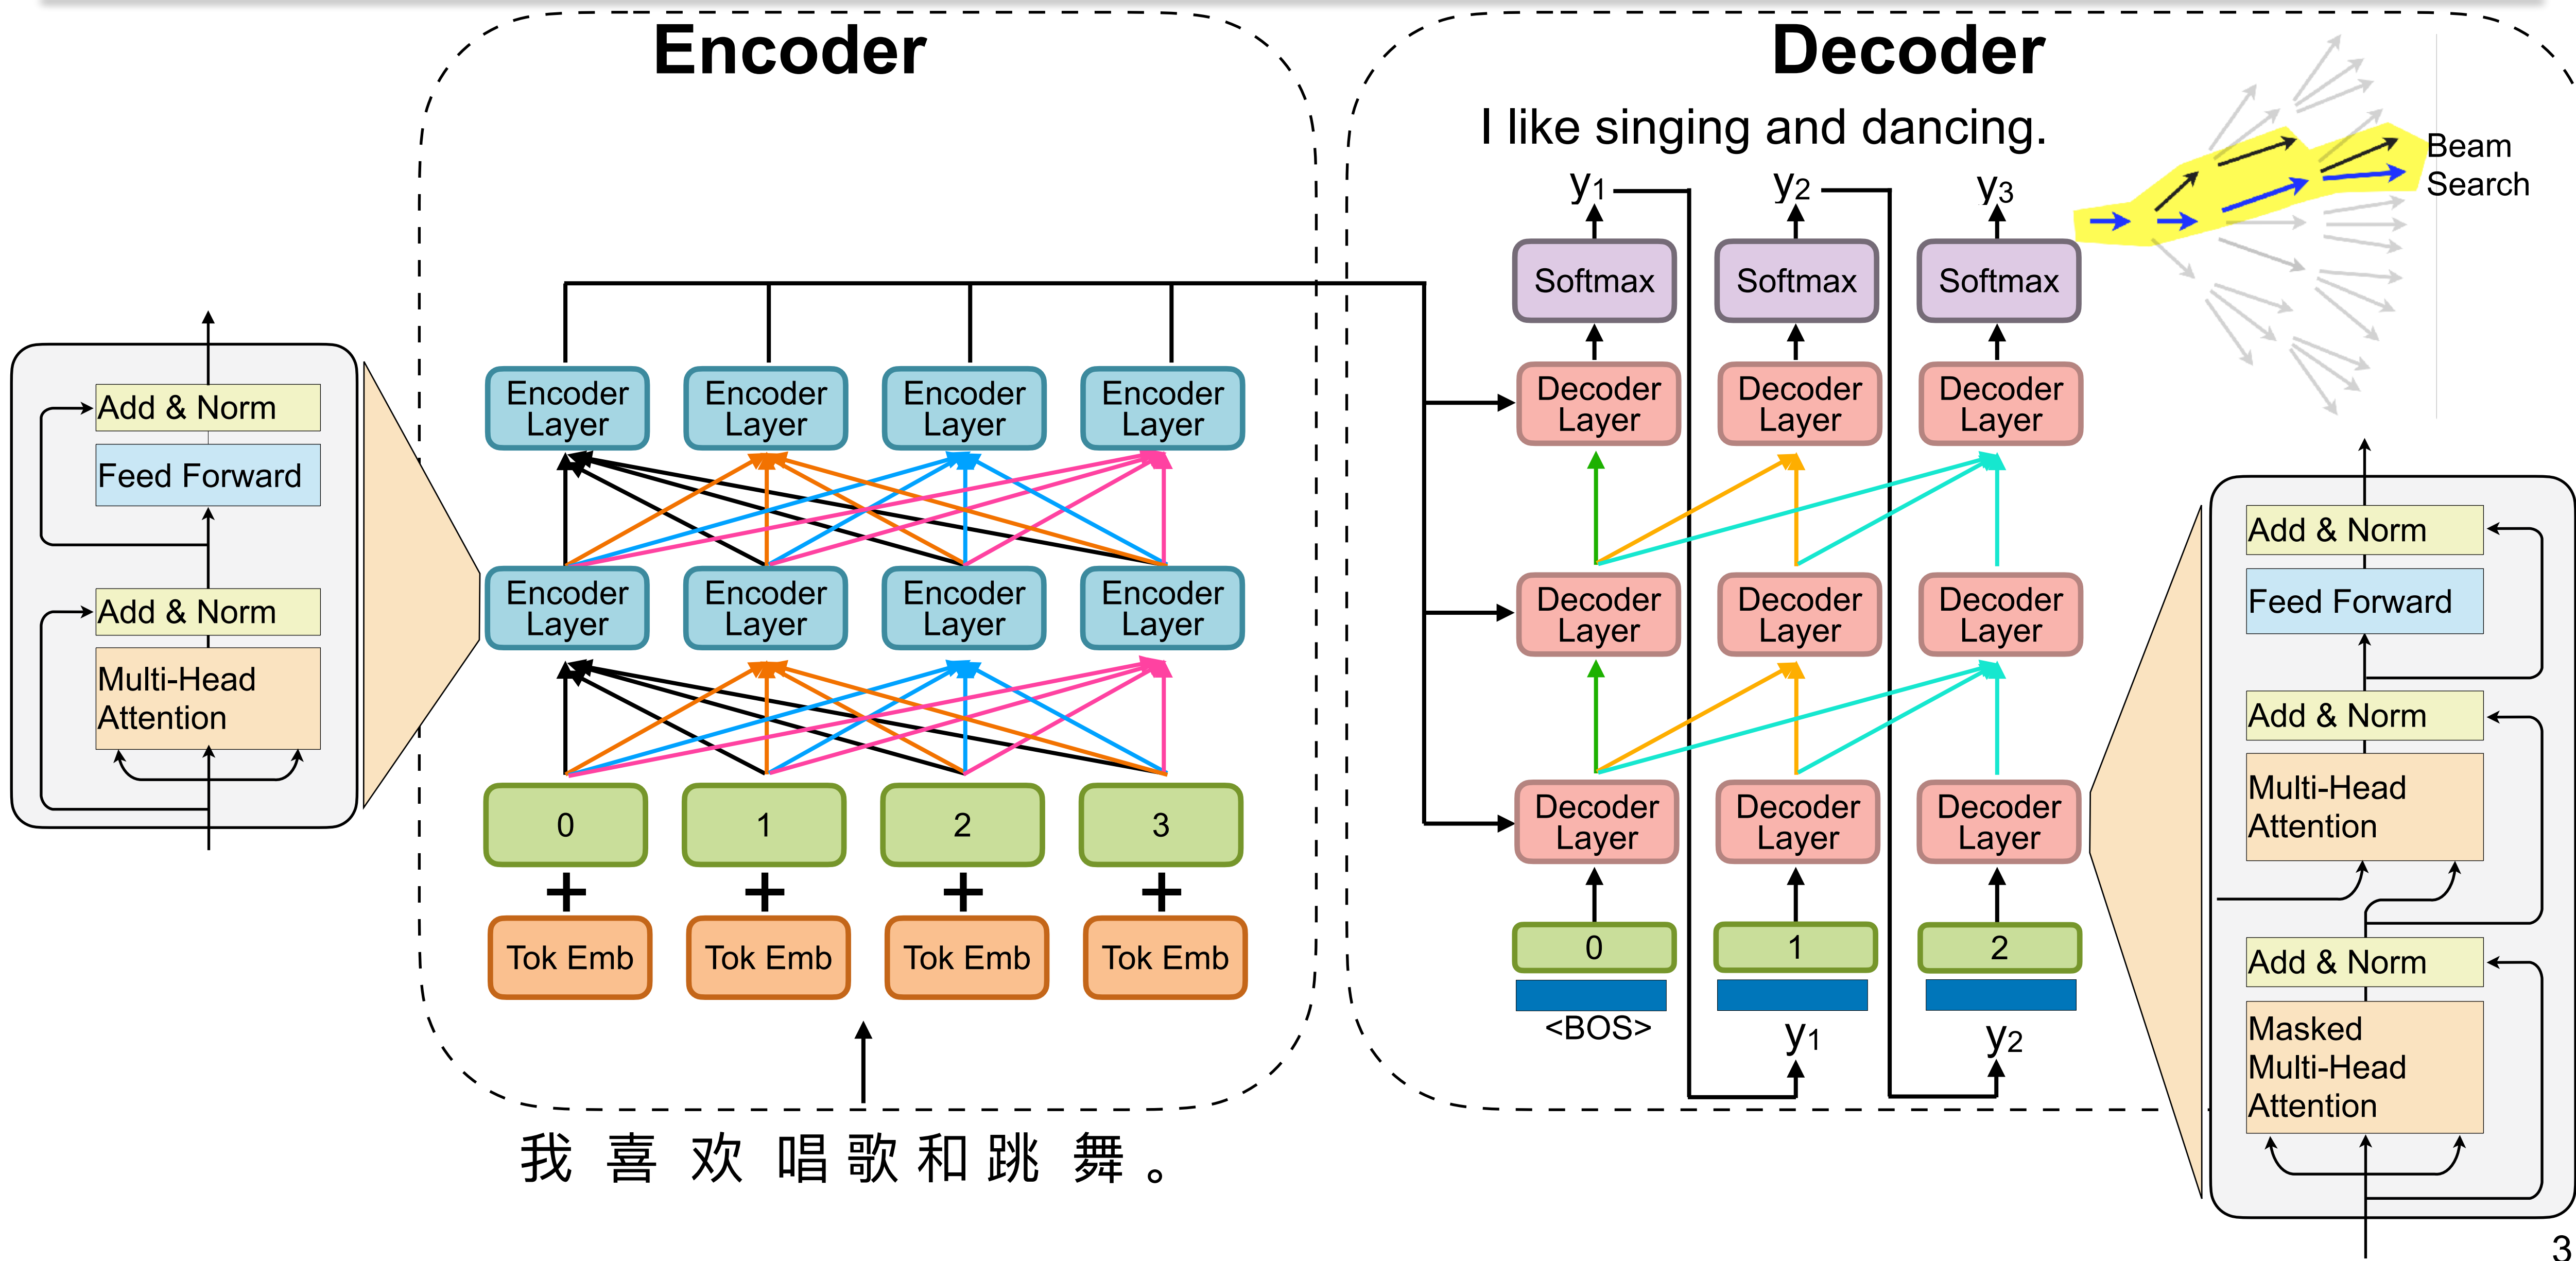 Encoder
Add & Norm
Feed Forward
Add & Norm
Multi-Head
Attention
Encoder Layer
Encoder Layer
Encoder Layer
Encoder Layer
Encoder Layer
Encoder Layer
Encoder Layer
Encoder Layer
0
1
2
3
+
+
+
+
Tok Emb
Tok Emb
Tok Emb
Tok Emb
我喜欢唱歌和跳舞。
Decoder
I like singing and dancing.
y1
y2
y3
Beam
Search
Softmax
Softmax
Softmax
Decoder Layer
Decoder Layer
Decoder Layer
Decoder Layer
Decoder Layer
Decoder Layer
Decoder Layer
Decoder Layer
Decoder Layer
0
1
2
<BOS>
y1
y2
Add & Norm
Feed Forward
Add & Norm
Multi-Head
Attention
Add & Norm
Masked
Multi-Head
Attention
3